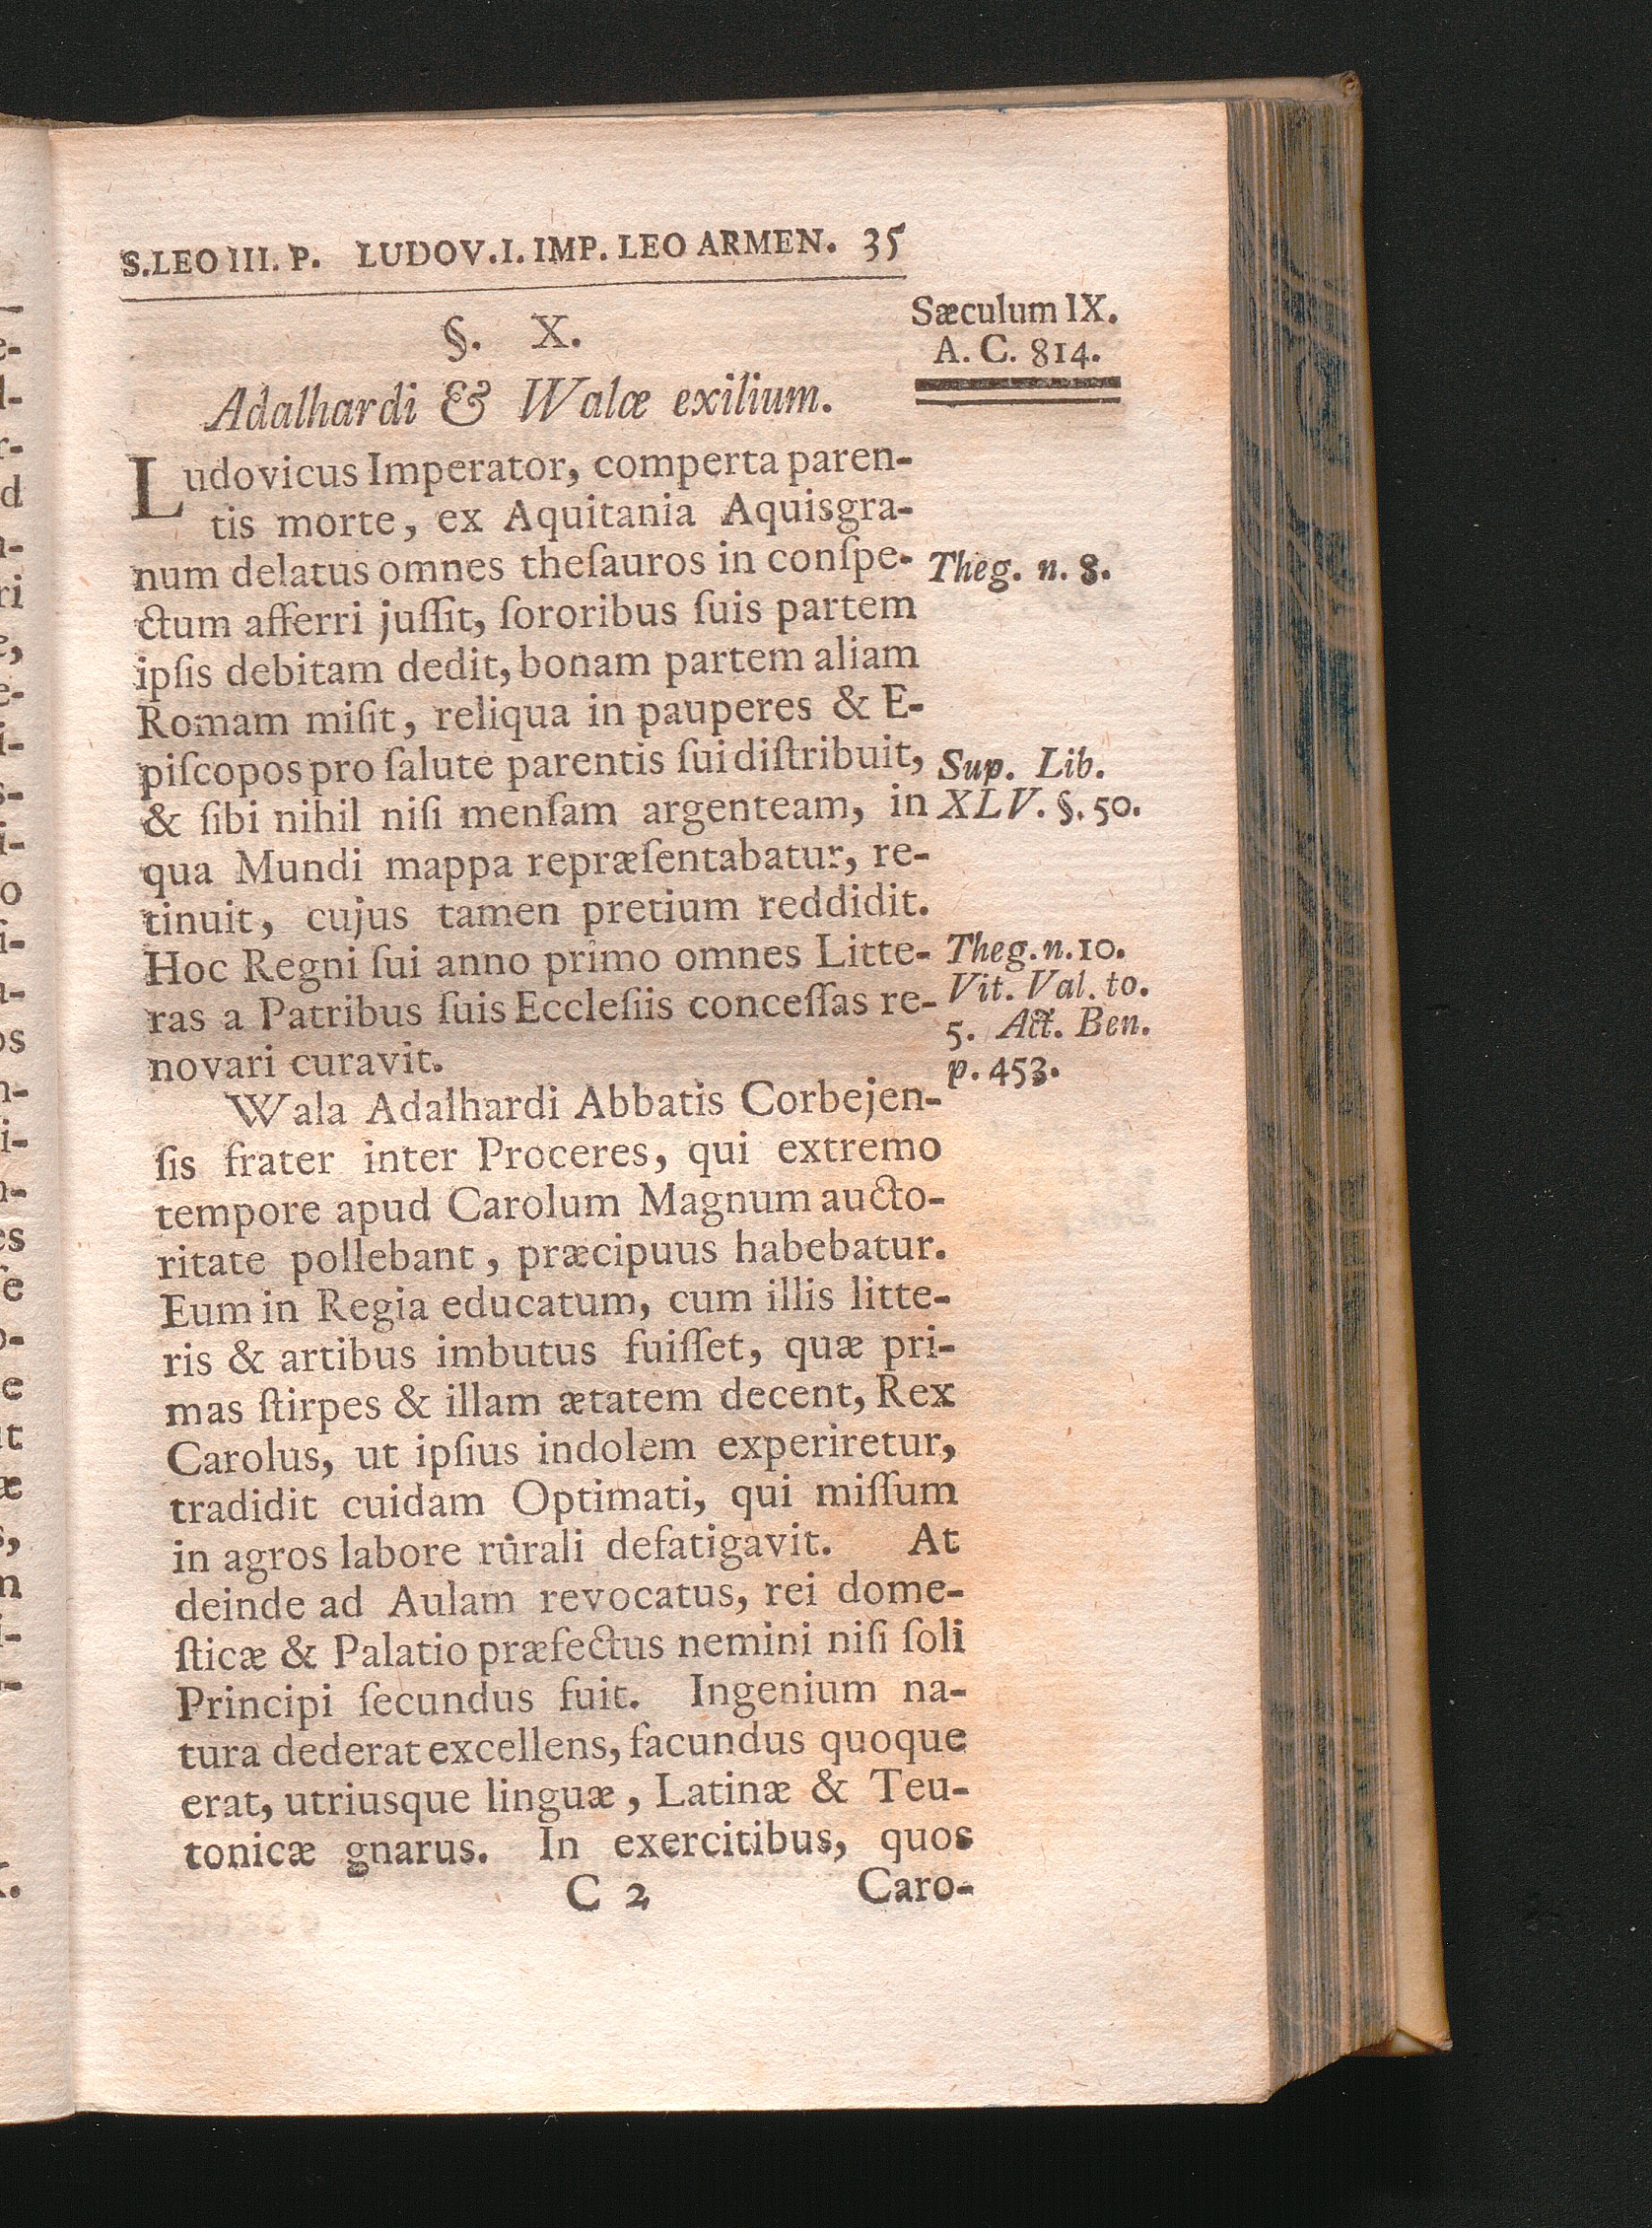 S.LEO III. P. LUDOV.I. IMP. LEO ARMEN. 35
Sæculum IX.
A. C. 814.
§. X.
Adalhardi & Walæ exilium.
Ludovicus Imperator, comperta paren-
tis morte, ex Aquitania Aquisgra-
num delatus omnes theſauros in conſpe-
ctum afferri juſſit, ſororibus ſuis partem
ipſis debitam dedit, bonam partem aliam
Romam miſit, reliqua in pauperes & E-
piſcopos pro ſalute parentis ſui diſtribuit,
& ſibi nihil niſi menſam argenteam, in
qua Mundi mappa repræſentabatur, re-
tinuit, cujus tamen pretium reddidit.
Hoc Regni ſui anno primo omnes Litte-
ras a Patribus ſuis Eccleſiis conceſſas re-
novari curavit.
Theg. n. 8.
Sup. Lib.
XLV. §. 50.
Theg. n. 10.
Vit. Val. to.
5. Act. Ben.
p. 453.
Wala Adalhardi Abbatis Corbejen-
ſis frater inter Proceres, qui extremo
tempore apud Carolum Magnum aucto-
ritate pollebant, præcipuus habebatur.
Eum in Regia educatum, cum illis litte-
ris & artibus imbutus fuiſſet, quæ pri-
mas ſtirpes & illam ætatem decent, Rex
Carolus, ut ipſius indolem experiretur,
tradidit cuidam Optimati, qui miſſum
in agros labore rurali defatigavit. At
deinde ad Aulam revocatus, rei dome-
ſticæ & Palatio præfectus nemini niſi ſoli
Principi ſecundus fuit. Ingenium na-
tura dederat excellens, facundus quoque
erat, utriusque linguæ, Latinæ & Teu-
tonicæ gnarus. In exercitibus, quos
C 2 Caro-